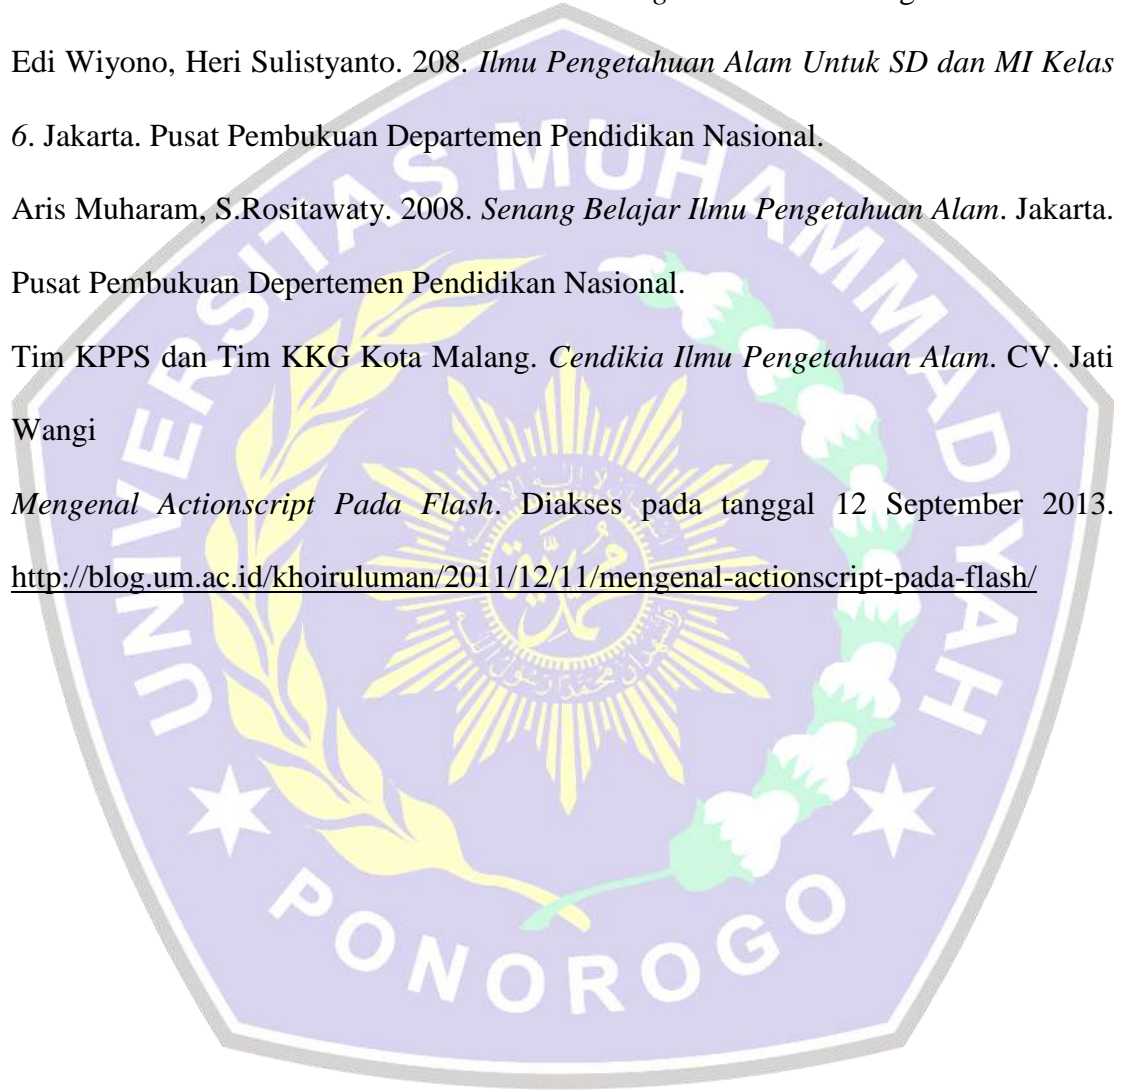 Edi Wiyono, Heri Sulistyanto. 208. Ilmu Pengetahuan Alam Untuk SD dan MI Kelas
6. Jakarta. Pusat Pembukuan Departemen Pendidikan Nasional.
Aris Muharam, S.Rositawaty. 2008. Senang Belajar Ilmu Pengetahuan Alam. Jakarta.
Pusat Pembukuan Depertemen Pendidikan Nasional.
Tim KPPS dan Tim KKG Kota Malang. Cendikia Ilmu Pengetahuan Alam. CV. Jati
Wangi
Mengenal Actionscript Pada Flash. Diakses pada tanggal 12 September 2013.
http://blog.um.ac.id/khoiruluman/2011/12/11/mengenal-actionscript-pada-flash/
UNIVERSITAS MUHAMMADIYAH
PONOROGO